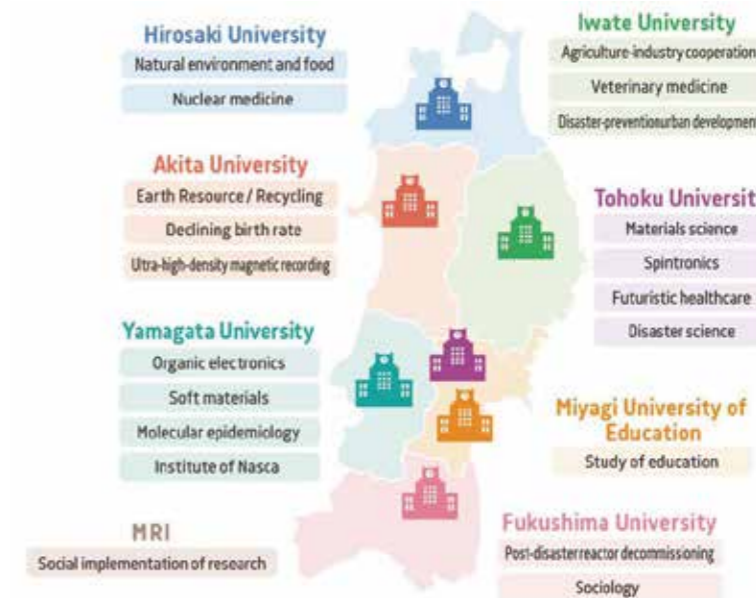 Hirosaki University
Natural environment and food
Nuclear medicine
Iwate University
Agriculture-industry cooperation
Veterinary medicine
Disaster-preventionurban development
Akita University
Earth Resource / Recycling
Declining birth rate
Ultra-high-density magnetic recording
Tohoku Universit
Materials science
Spintronics
Futuristic healthcare
Disaster science
Yamagata University
Organic electronics
Soft materials
Molecular epidemiology
Institute of Nasca
Miyagi University of
Education
Study of education
MRI
Social implementation of research
Fukushima University
Post-disasterreactor decommissioning
Sociology